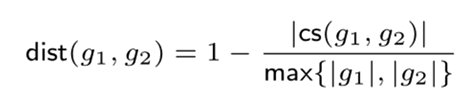 dist(g₁, g₂) = 1 − |cs(g₁, g₂)| / max{|g₁|, |g₂|}